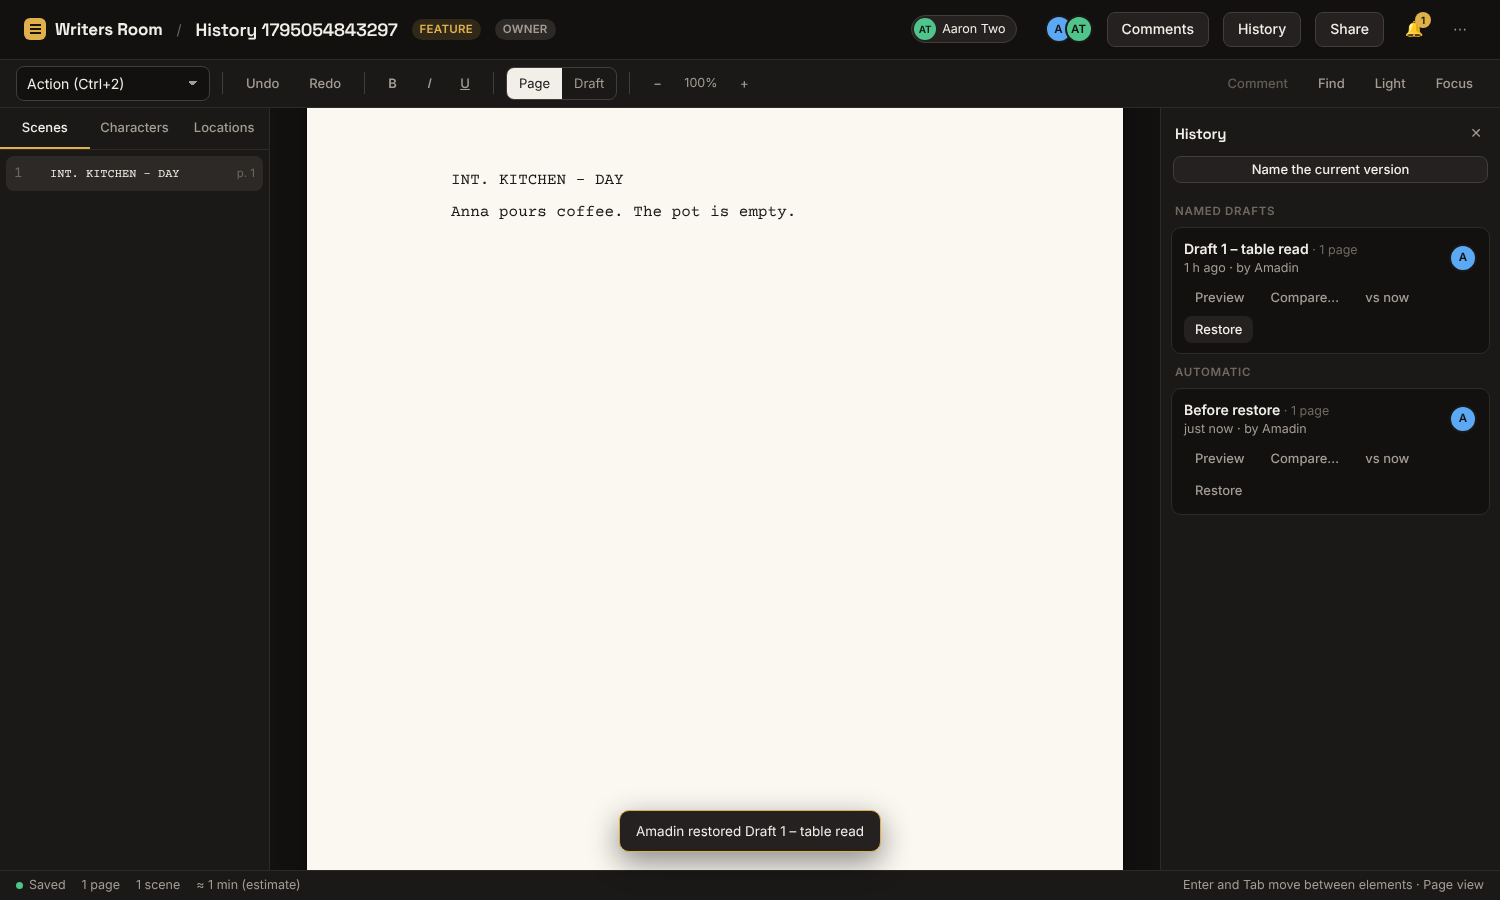 Writers Room / History 1795054843297 FEATURE OWNER
AT Aaron Two A AT Comments History Share 1 ...
Action (Ctrl+2) Undo Redo B I U Page Draft − 100% + Comment Find Light Focus
Scenes Characters Locations
1 INT. KITCHEN - DAY p. 1
INT. KITCHEN - DAY
Anna pours coffee. The pot is empty.
History ×
Name the current version
NAMED DRAFTS
Draft 1 – table read · 1 page A
1 h ago · by Amadin
Preview Compare... vs now
Restore
AUTOMATIC
Before restore · 1 page A
just now · by Amadin
Preview Compare... vs now
Restore
Amadin restored Draft 1 – table read
Saved 1 page 1 scene ≈ 1 min (estimate) Enter and Tab move between elements · Page view